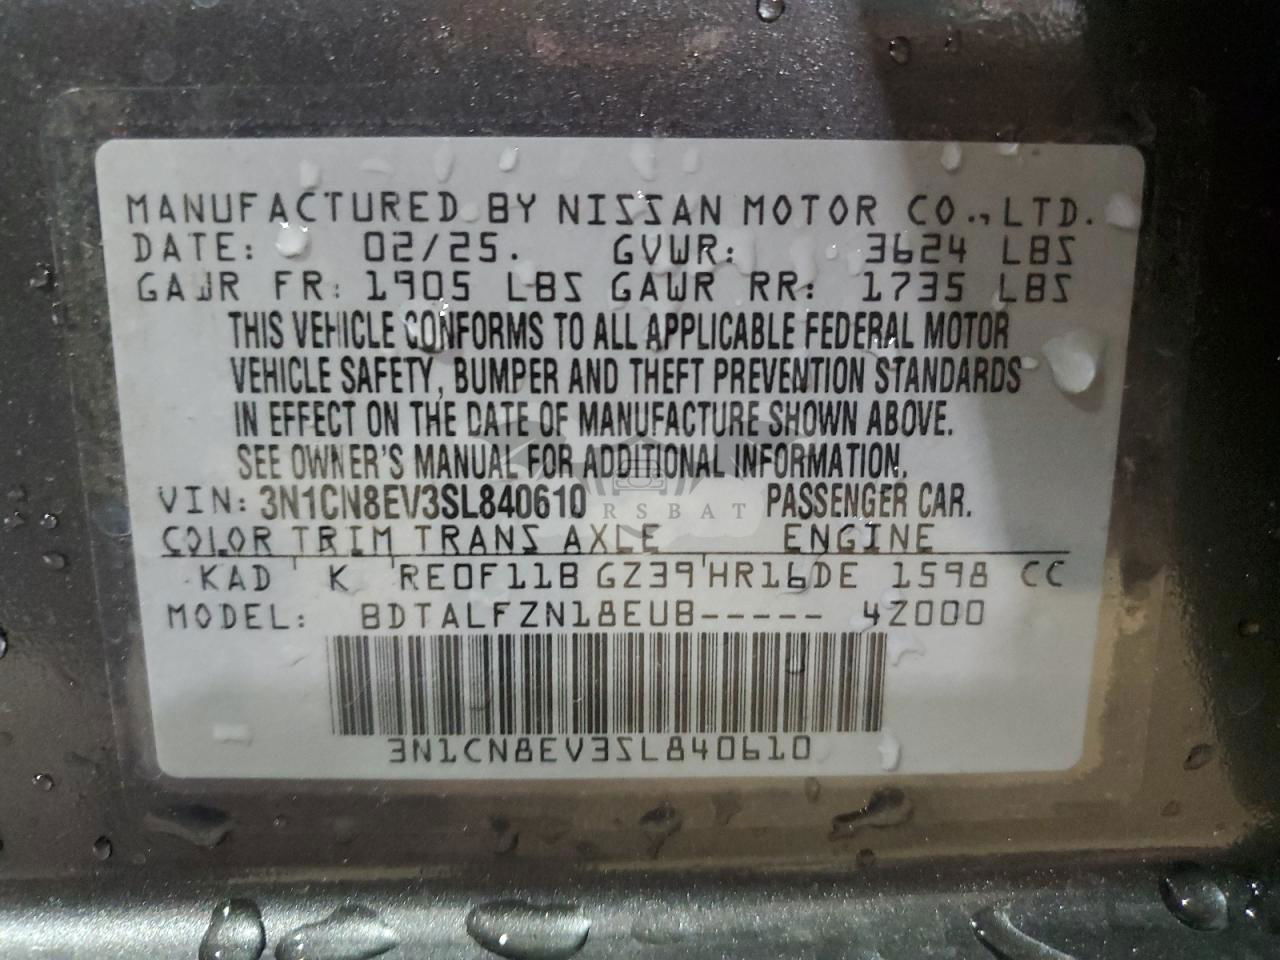 MANUFACTURED BY NISSAN MOTOR CO.,LTD.
DATE: 02/25. GVWR: 3624 LBS
GAWR FR: 1905 LBS GAWR RR: 1735 LBS
THIS VEHICLE CONFORMS TO ALL APPLICABLE FEDERAL MOTOR
VEHICLE SAFETY, BUMPER AND THEFT PREVENTION STANDARDS
IN EFFECT ON THE DATE OF MANUFACTURE SHOWN ABOVE.
SEE OWNER'S MANUAL FOR ADDITIONAL INFORMATION.
VIN: 3N1CN8EV3SL840610 PASSENGER CAR.
RSBAT
COLOR TRIM TRANS AXLE ENGINE
KAD K RE0F11B GZ39 HR16DE 1598 CC
MODEL: BDTALFZN18EUB----- 4Z000
3N1CN8EV3SL840610